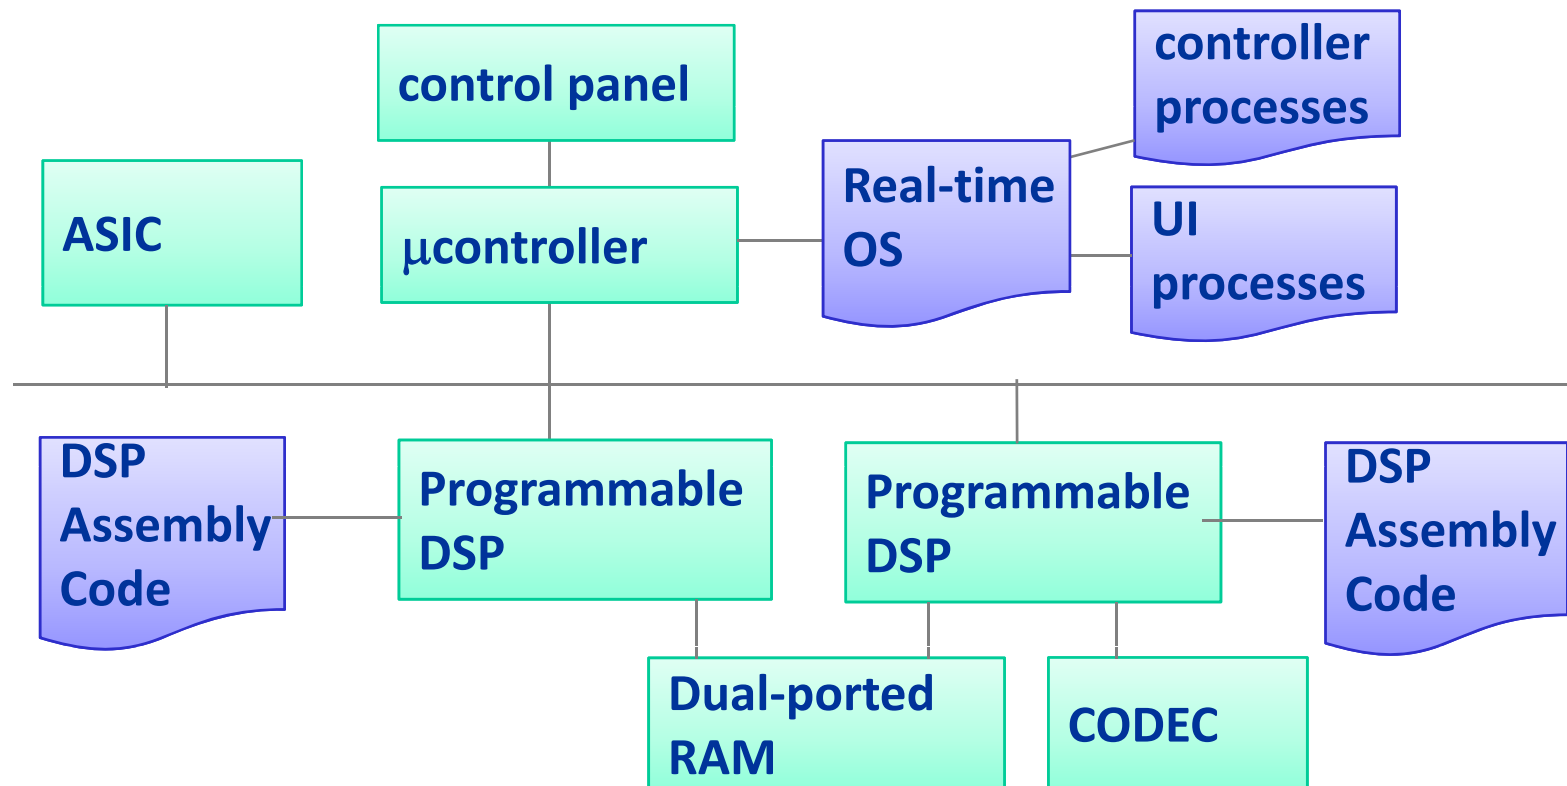 control panel
controller
processes
ASIC
μcontroller
Real-time
OS
UI
processes
DSP
Assembly
Code
Programmable
DSP
Programmable
DSP
DSP
Assembly
Code
Dual-ported
RAM
CODEC